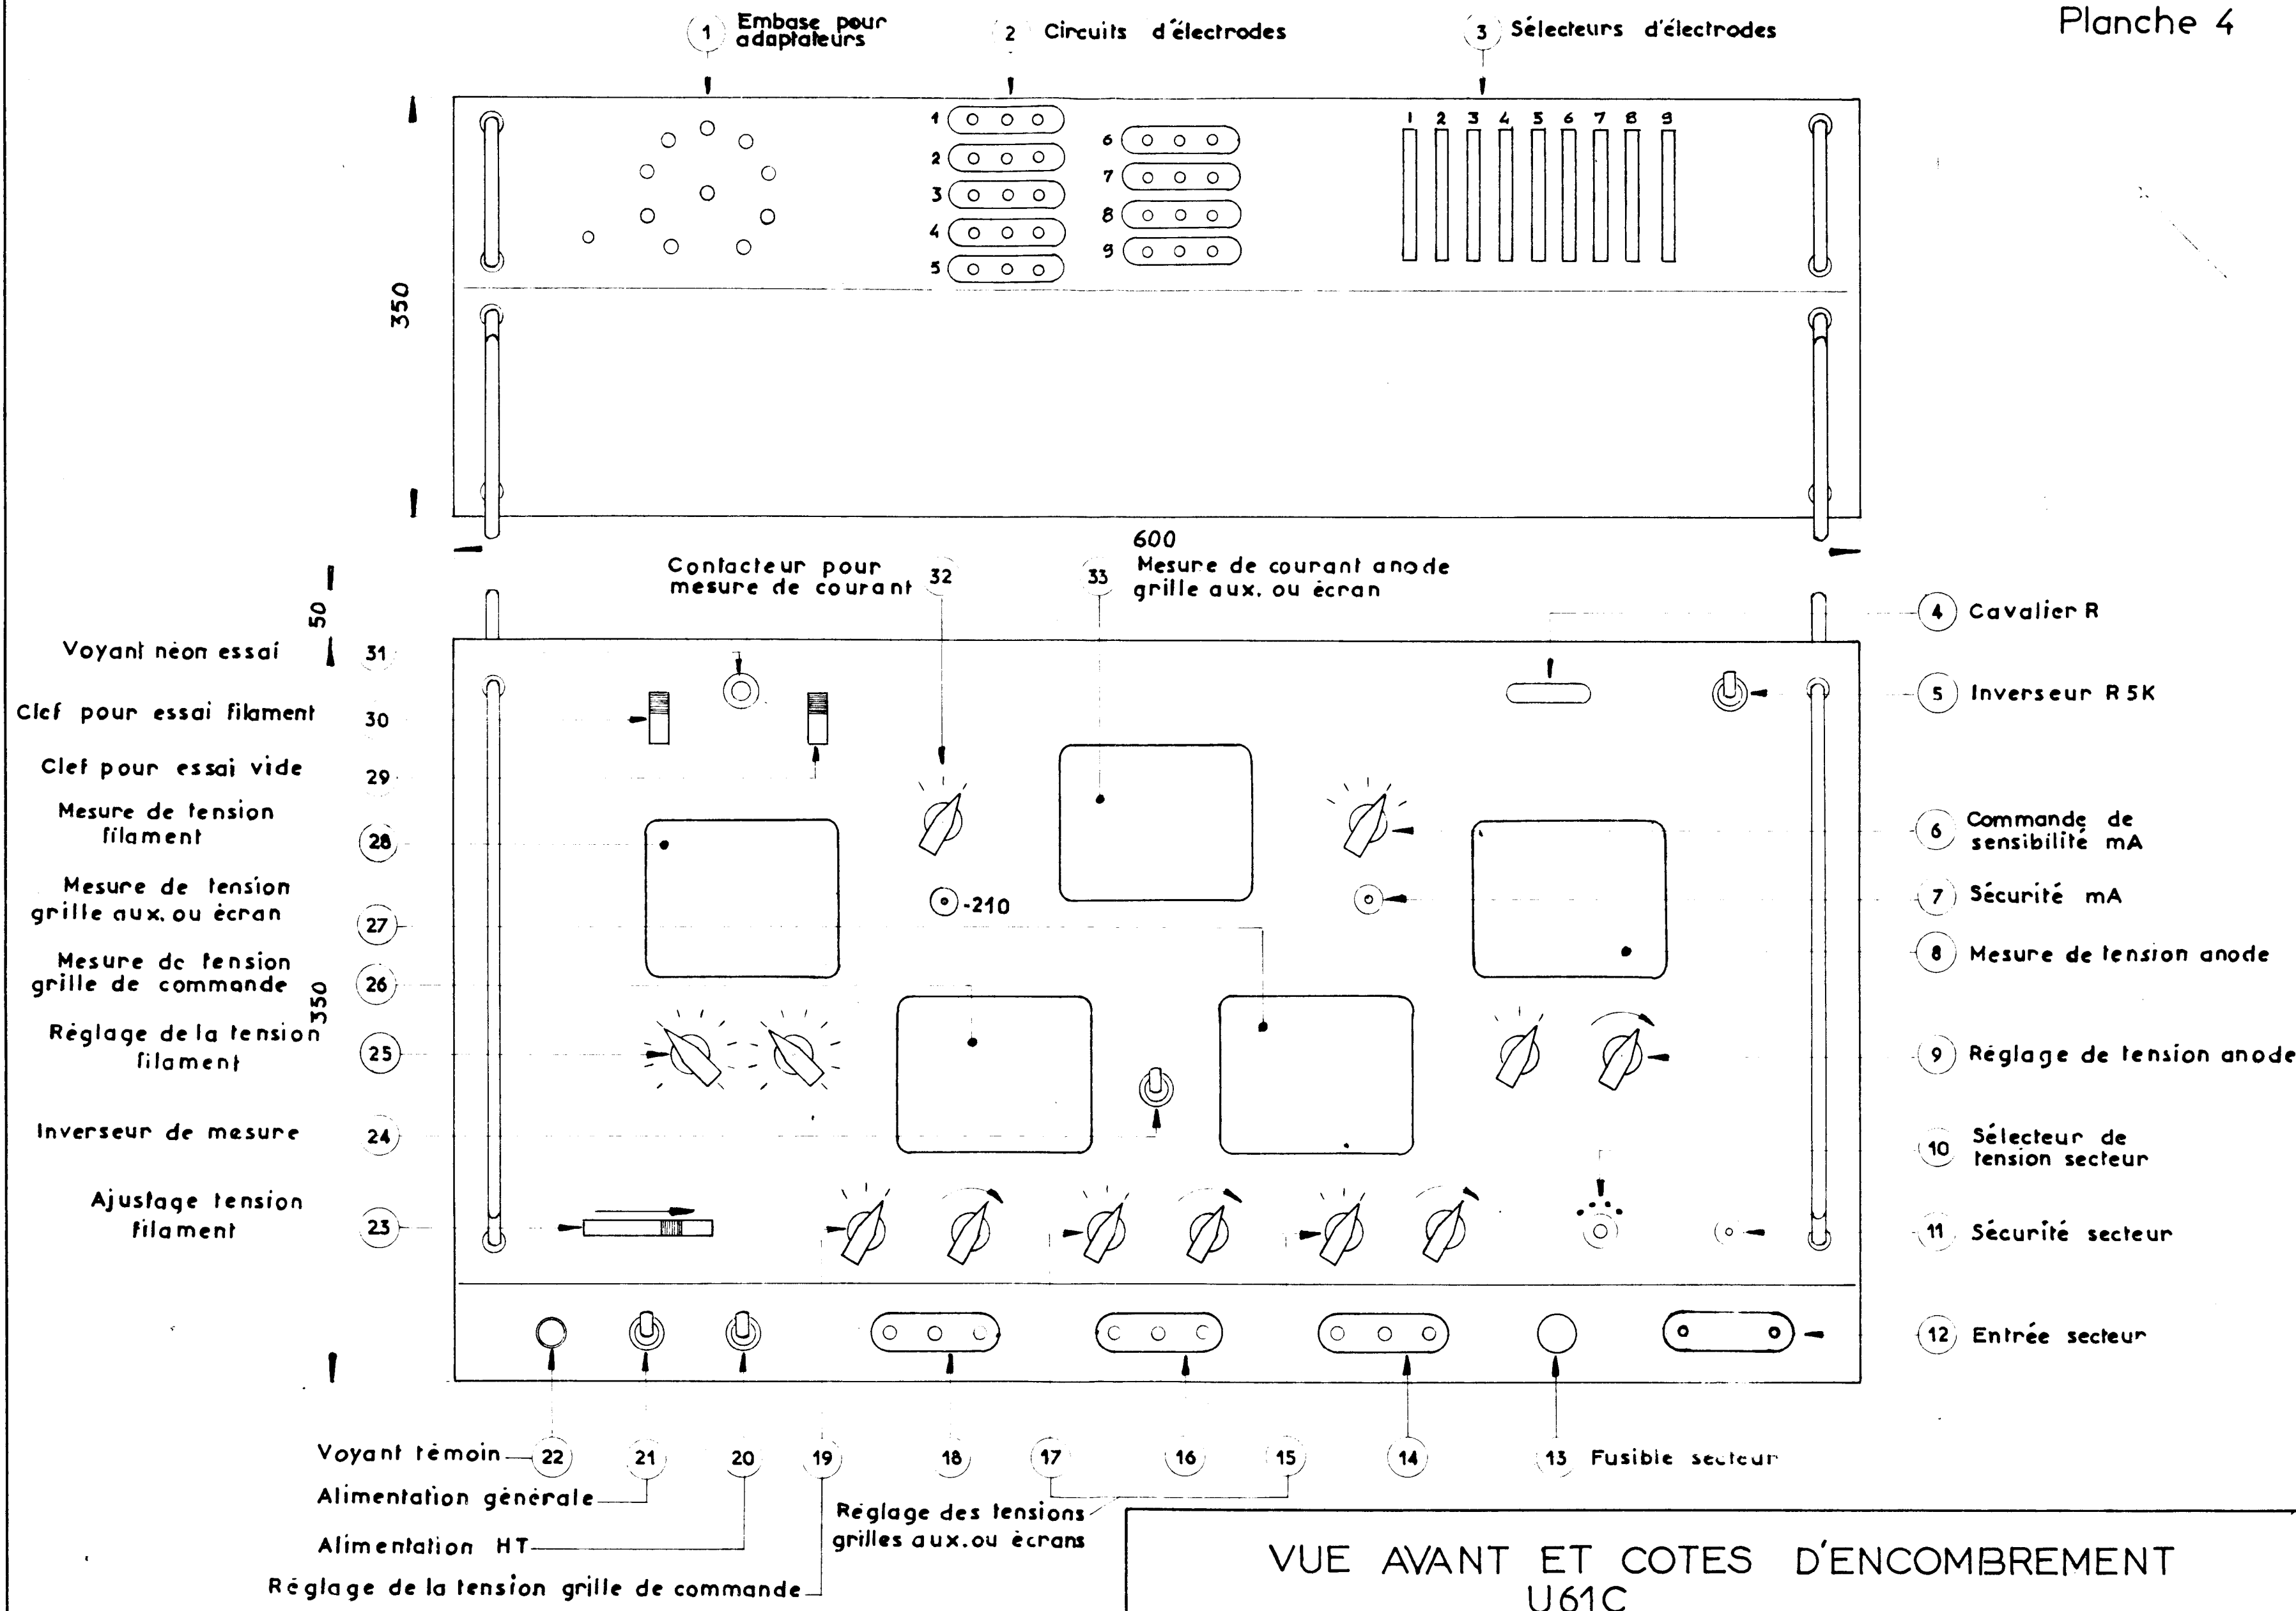 Planche 4
1 Embase pour
adaptateurs
2 Circuits d'électrodes
3 Sélecteurs d'électrodes
1
2
3
4
5
6
7
8
9
1 2 3 4 5 6 7 8 9
350
600
50
Contacteur pour
mesure de courant 32
33 Mesure de courant anode
grille aux. ou écran
4 Cavalier R
5 Inverseur R 5K
6 Commande de
sensibilité mA
7 Sécurité mA
8 Mesure de tension anode
9 Réglage de tension anode
10 Sélecteur de
tension secteur
11 Sécurité secteur
12 Entrée secteur
Voyant néon essai 31
Clef pour essai filament 30
Clef pour essai vide 29
Mesure de tension
filament 28
Mesure de tension
grille aux. ou écran 27
Mesure de tension
grille de commande 26
350
Réglage de la tension
filament 25
Inverseur de mesure 24
Ajustage tension
filament 23
-210
Voyant témoin 22 21 20 19 18 17 16 15 14 13 Fusible secteur
Alimentation générale
Alimentation HT
Réglage de la tension grille de commande
Réglage des tensions
grilles aux. ou écrans
VUE AVANT ET COTES D'ENCOMBREMENT
U61C